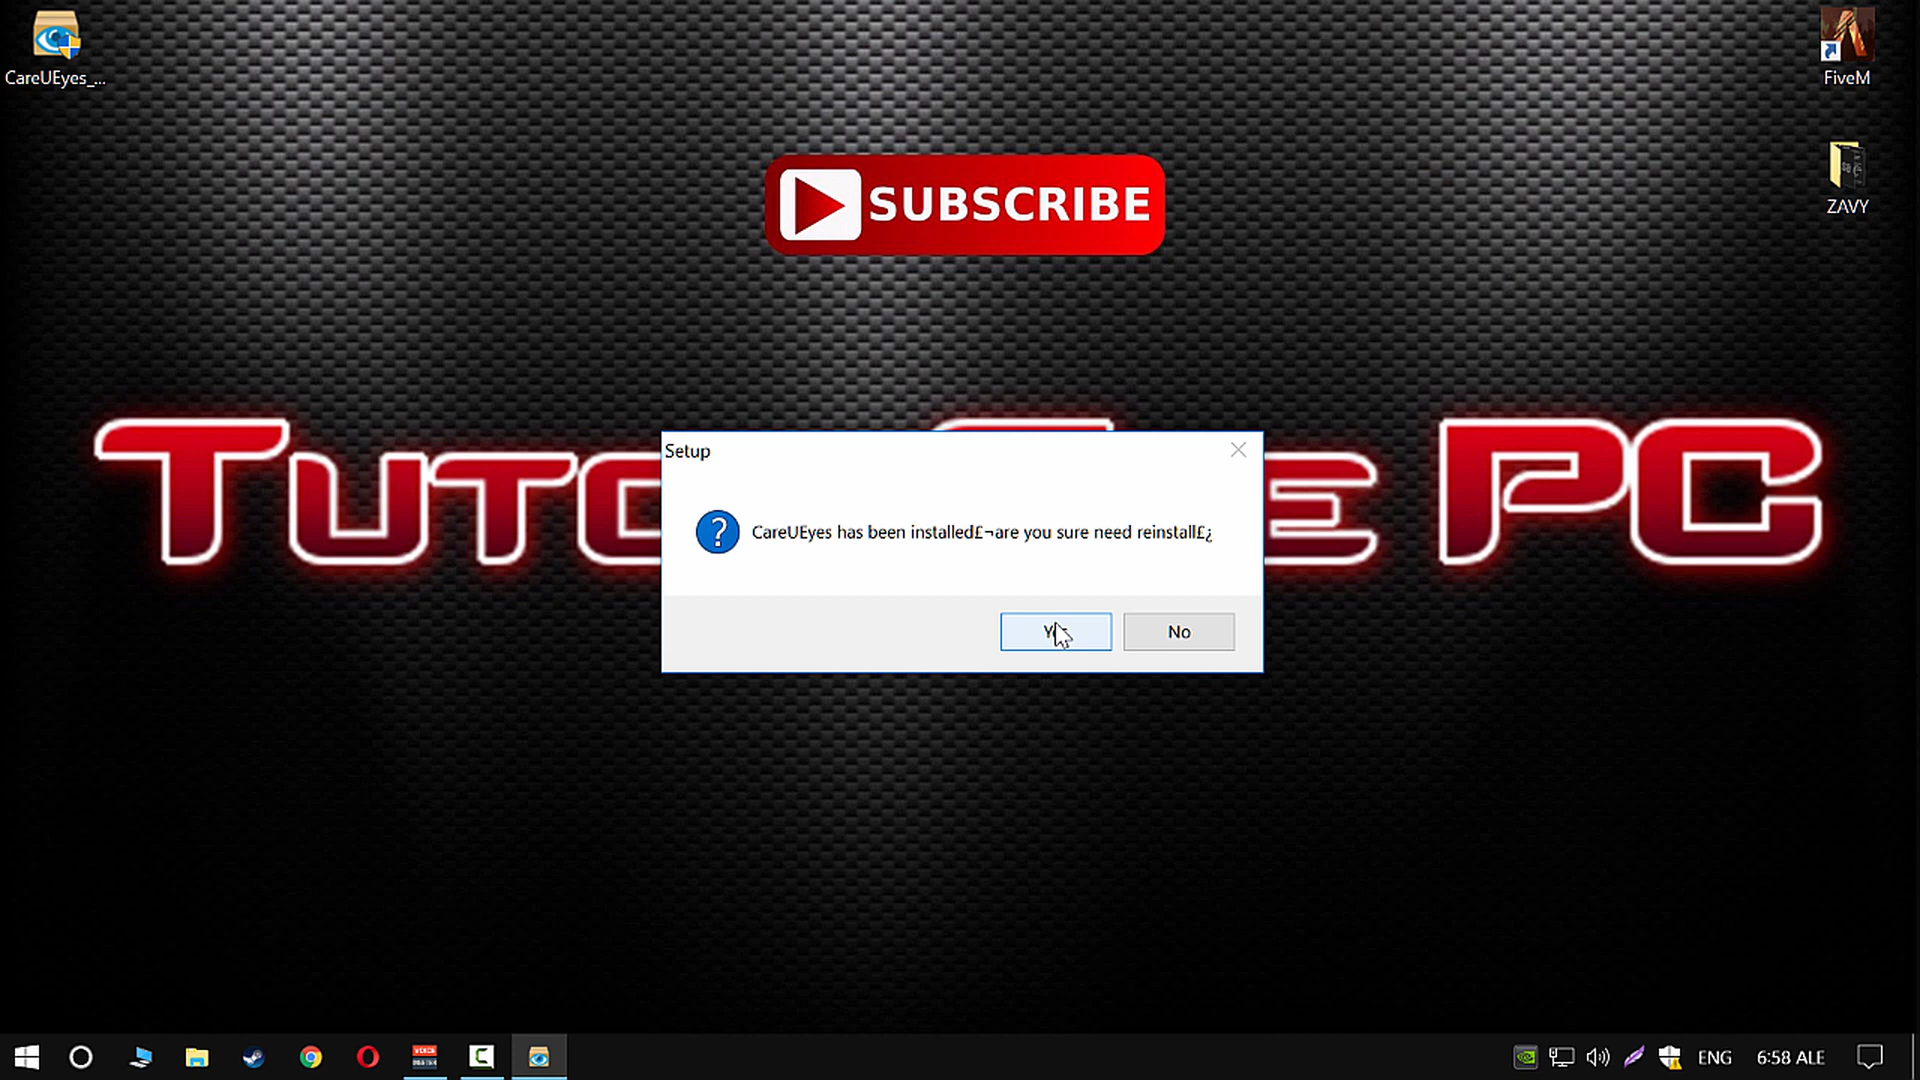 CareUEyes_...
FiveM
ZAVY
SUBSCRIBE
PC
Setup
CareUEyes has been installed£¬are you sure need reinstall£¿
No
ENG
6:58 ALE